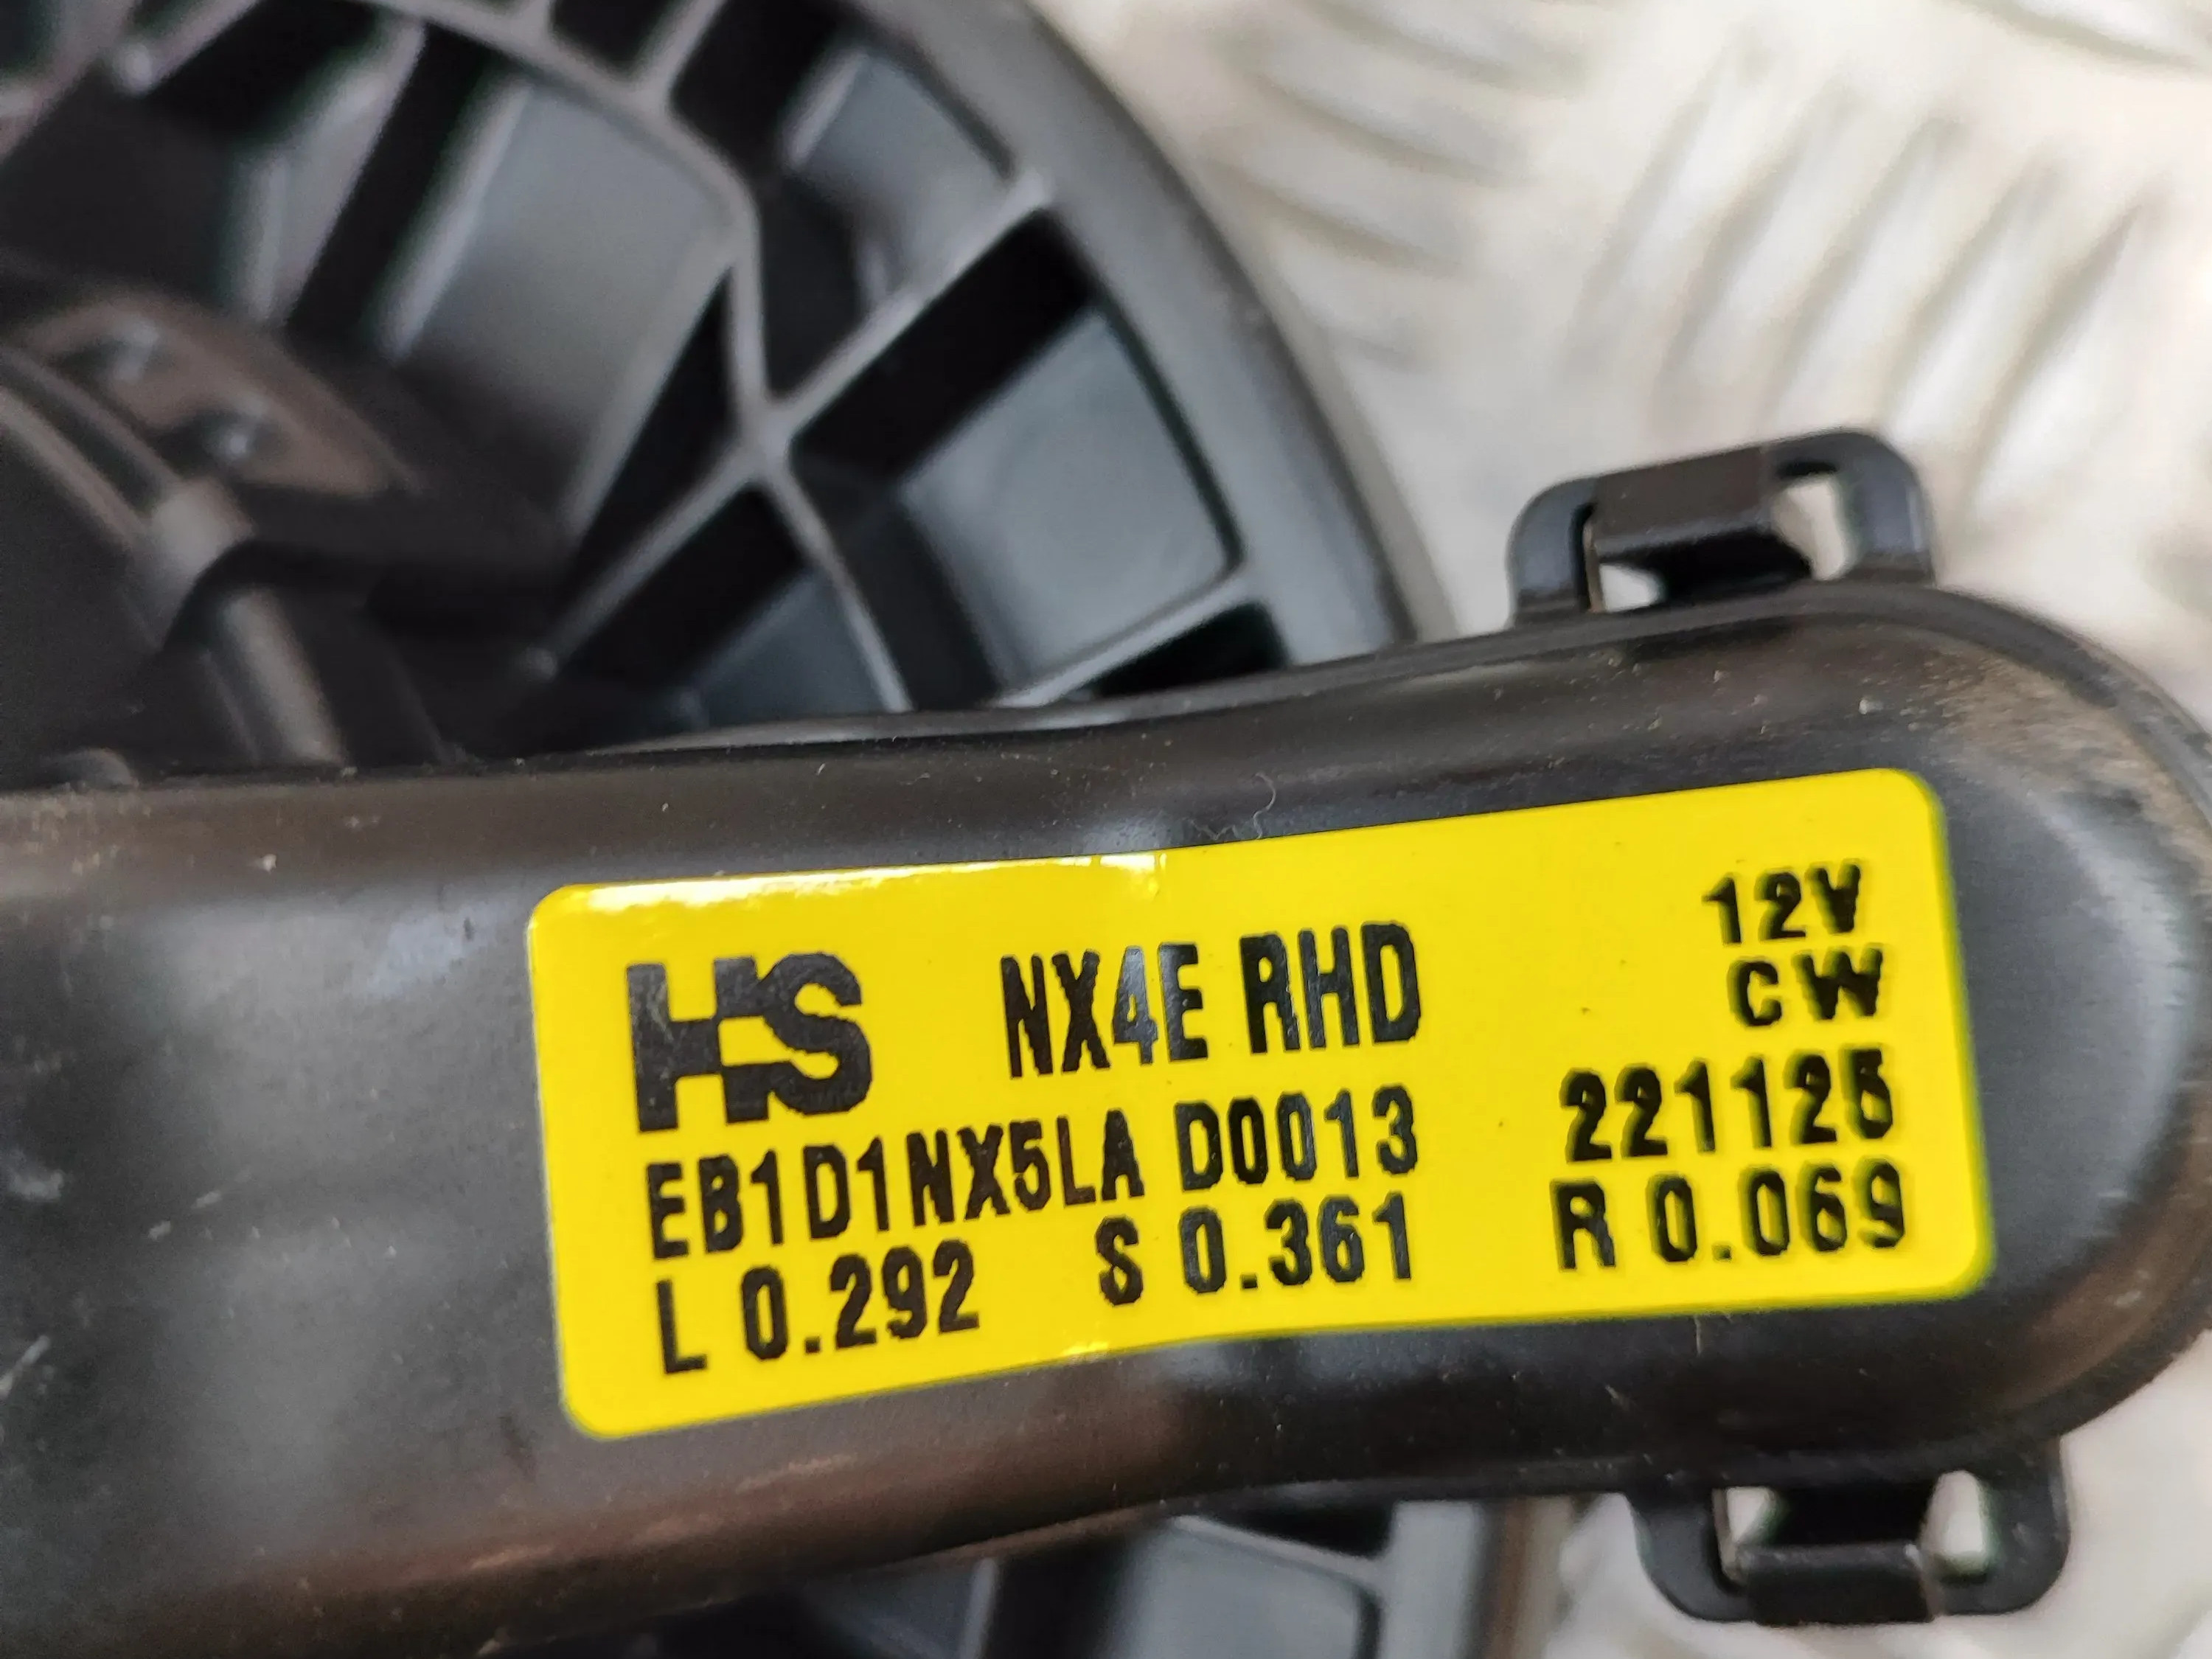 HS NX4E RHD 12V
CW
EB1D1NX5LA D0013 221125
L 0.292 S 0.361 R 0.069